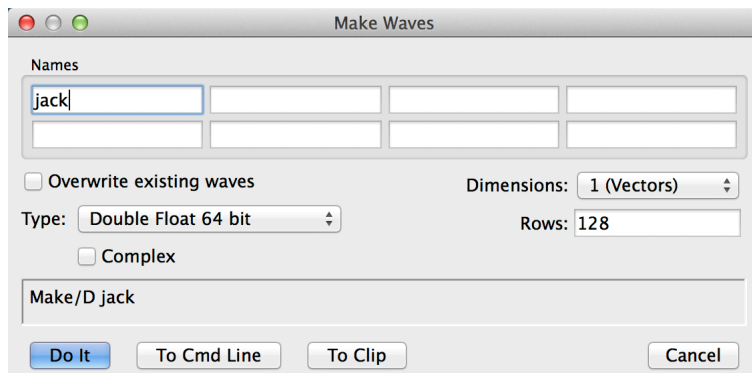 Make Waves
Names
jack
Overwrite existing waves
Dimensions: 1 (Vectors)
Type: Double Float 64 bit
Rows: 128
Complex
Make/D jack
Do It To Cmd Line To Clip Cancel